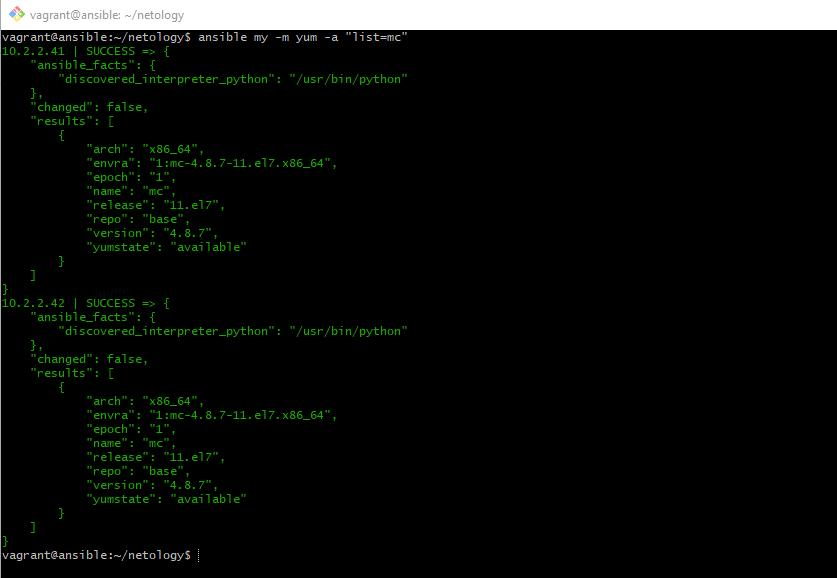 vagrant@ansible: ~/netology
vagrant@ansible:~/netology$ ansible my -m yum -a "list=mc"
10.2.2.41 | SUCCESS => {
    "ansible_facts": {
        "discovered_interpreter_python": "/usr/bin/python"
    },
    "changed": false,
    "results": [
        {
            "arch": "x86_64",
            "envra": "1:mc-4.8.7-11.el7.x86_64",
            "epoch": "1",
            "name": "mc",
            "release": "11.el7",
            "repo": "base",
            "version": "4.8.7",
            "yumstate": "available"
        }
    ]
}
10.2.2.42 | SUCCESS => {
    "ansible_facts": {
        "discovered_interpreter_python": "/usr/bin/python"
    },
    "changed": false,
    "results": [
        {
            "arch": "x86_64",
            "envra": "1:mc-4.8.7-11.el7.x86_64",
            "epoch": "1",
            "name": "mc",
            "release": "11.el7",
            "repo": "base",
            "version": "4.8.7",
            "yumstate": "available"
        }
    ]
}
vagrant@ansible:~/netology$